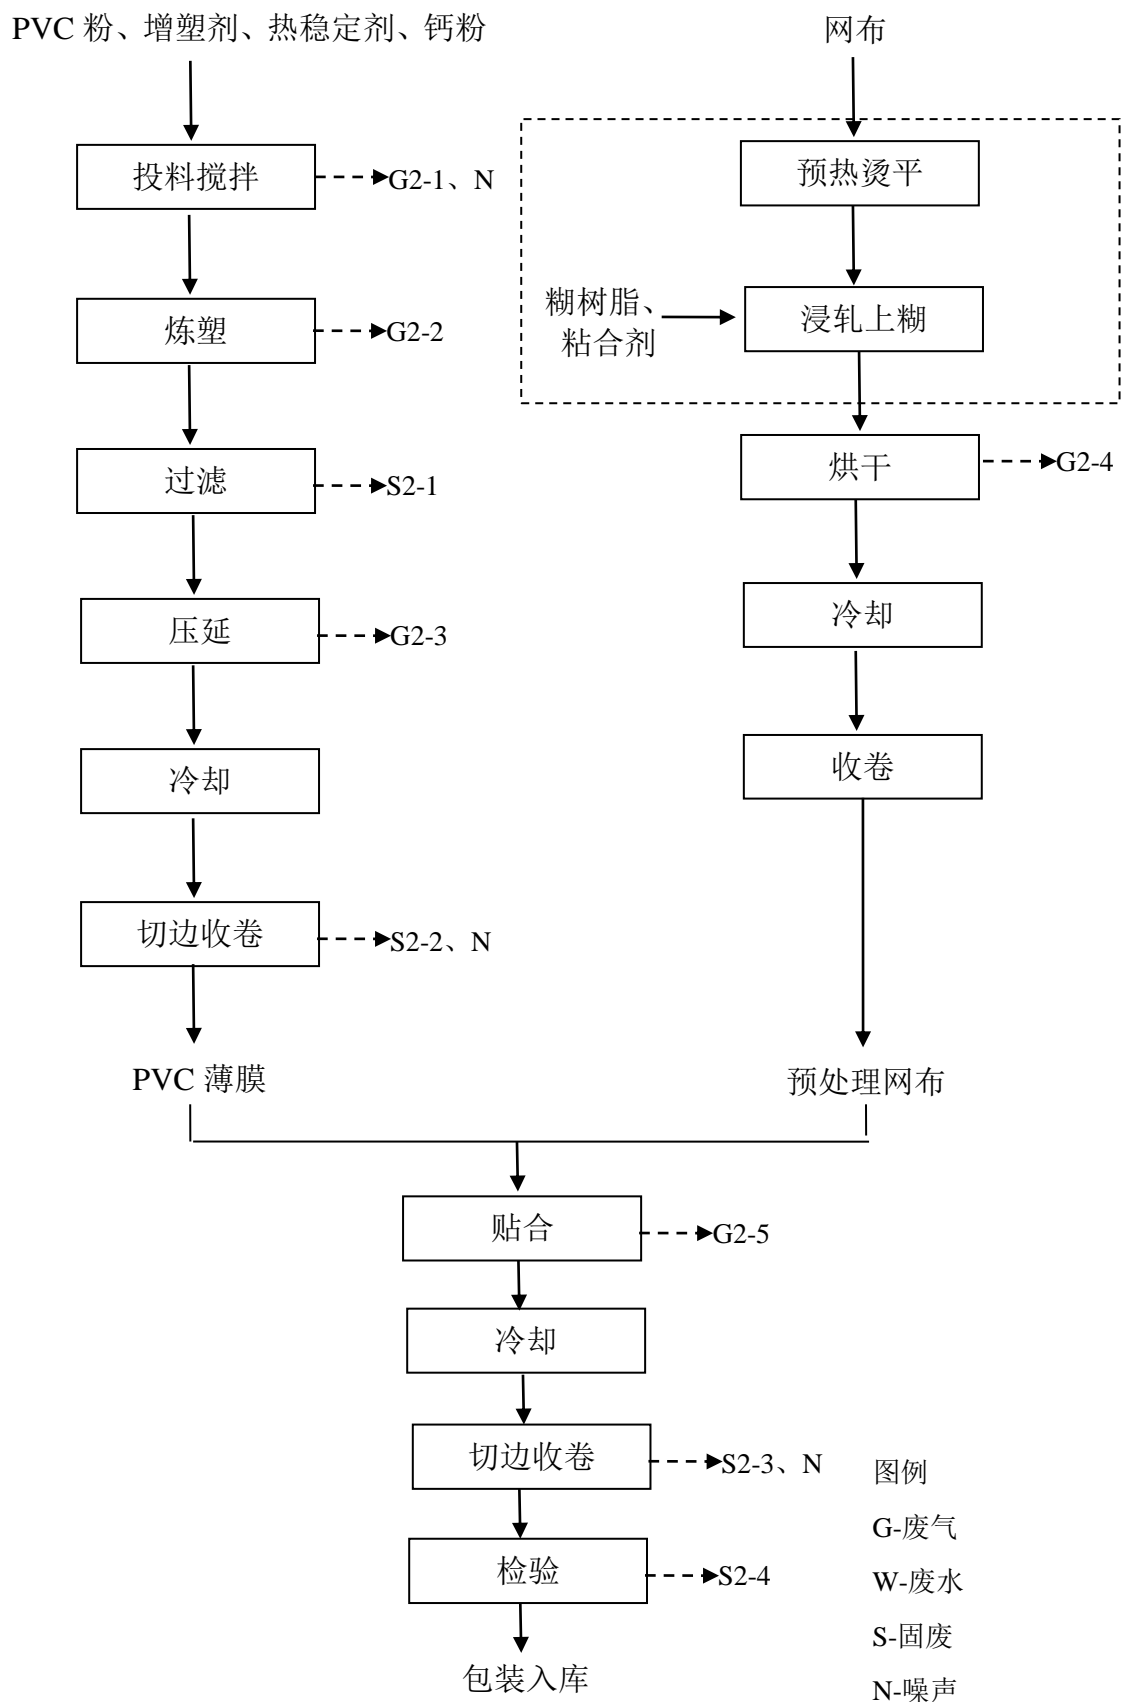 PVC 粉、增塑剂、热稳定剂、钙粉
投料搅拌
G2-1、N
炼塑
G2-2
过滤
S2-1
压延
G2-3
冷却
切边收卷
S2-2、N
PVC 薄膜
网布
预热烫平
糊树脂、
粘合剂
浸轧上糊
烘干
G2-4
冷却
收卷
预处理网布
贴合
G2-5
冷却
切边收卷
S2-3、N
检验
S2-4
包装入库
图例
G-废气
W-废水
S-固废
N-噪声